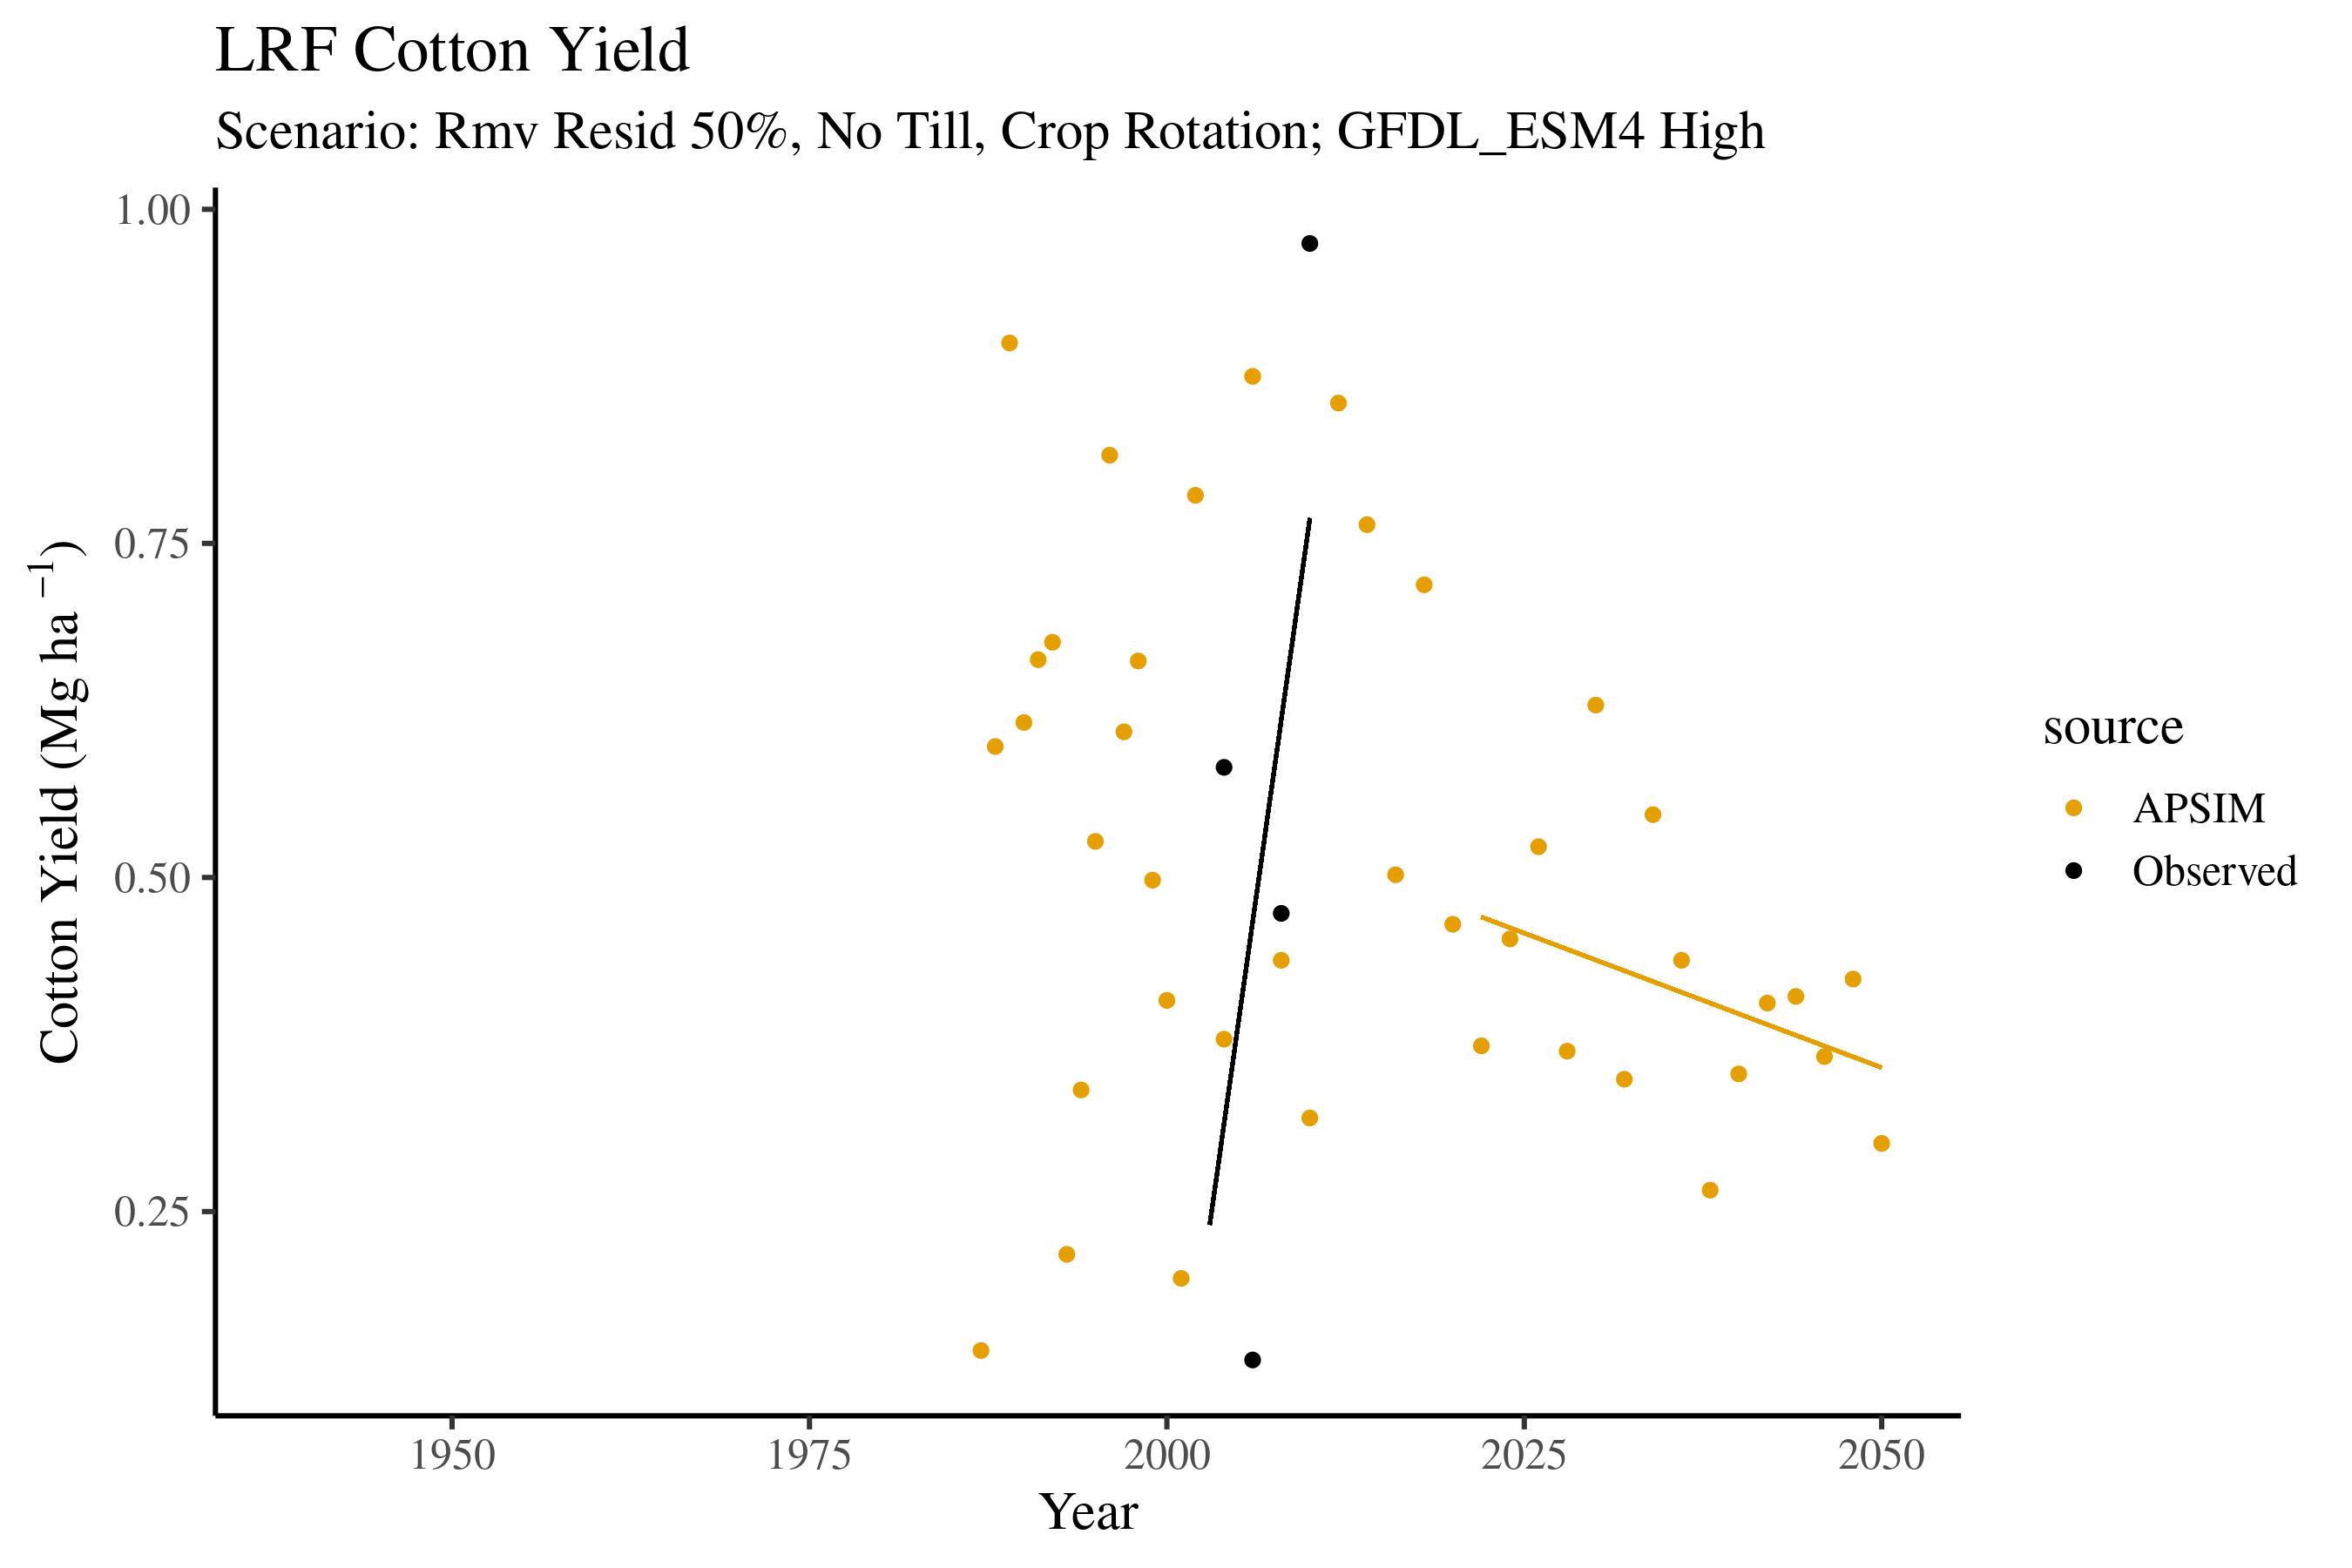 LRF Cotton Yield
Scenario: Rmv Resid 50%, No Till, Crop Rotation; GFDL_ESM4 High
Cotton Yield (Mg ha −1)
1.00
0.75
0.50
0.25
1950 1975 2000 2025 2050
Year
source
APSIM
Observed